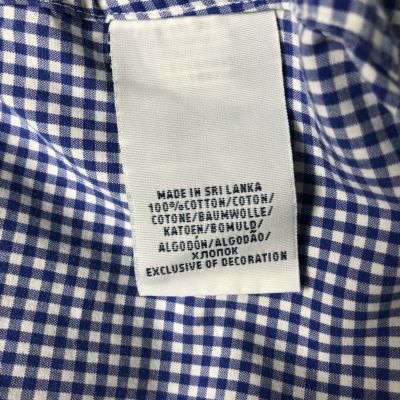 MADE IN SRI LANKA
100%COTTON/COTON/
COTONE/BAUMWOLLE/
KATOEN/BOMULD/
ALGODÓN/ALGODÃO/
ХЛОПОК
EXCLUSIVE OF DECORATION